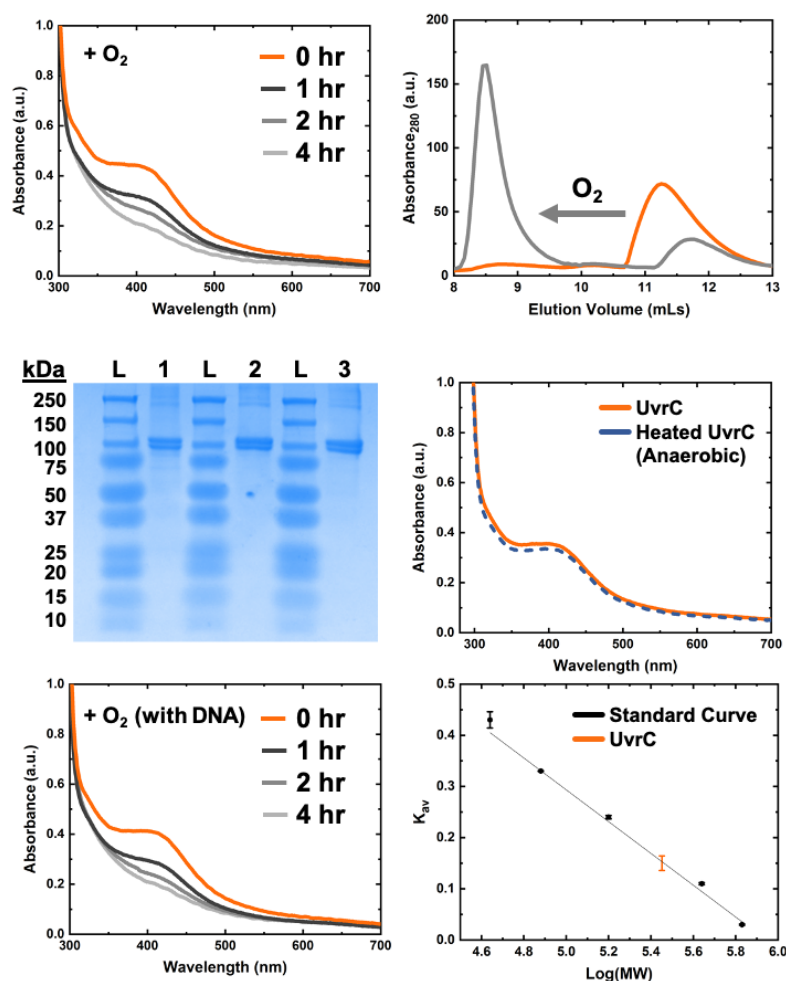 + O₂
0 hr
1 hr
2 hr
4 hr
Absorbance (a.u.)
1.0
0.8
0.6
0.4
0.2
0.0
300 400 500 600 700
Wavelength (nm)
Absorbance₂₈₀ (a.u.)
200
150
100
50
0
O₂
8 9 10 11 12 13
Elution Volume (mLs)
kDa L 1 L 2 L 3
250
150
100
75
50
37
25
20
15
10
UvrC
Heated UvrC
(Anaerobic)
Absorbance (a.u.)
1.0
0.8
0.6
0.4
0.2
0.0
300 400 500 600 700
Wavelength (nm)
+ O₂ (with DNA)
0 hr
1 hr
2 hr
4 hr
Absorbance (a.u.)
1.0
0.8
0.6
0.4
0.2
0.0
300 400 500 600 700
Wavelength (nm)
Standard Curve
UvrC
K_av
0.5
0.4
0.3
0.2
0.1
0.0
4.6 4.8 5.0 5.2 5.4 5.6 5.8 6.0
Log(MW)